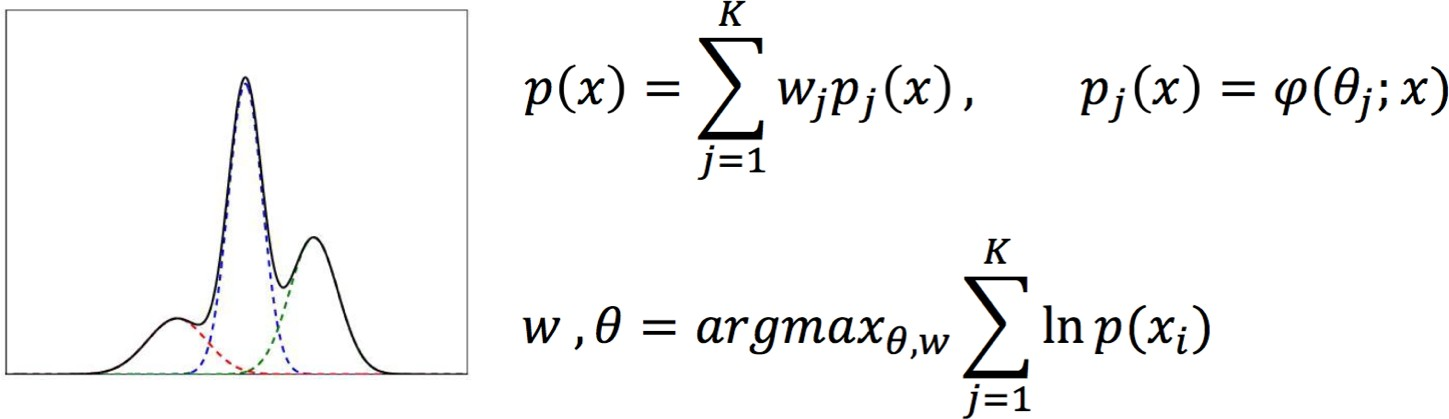 p(x) = \sum_{j=1}^{K} w_j p_j(x) ,      p_j(x) = φ(θ_j; x)
w , θ = argmax_{θ,w} \sum_{j=1}^{K} ln p(x_i)